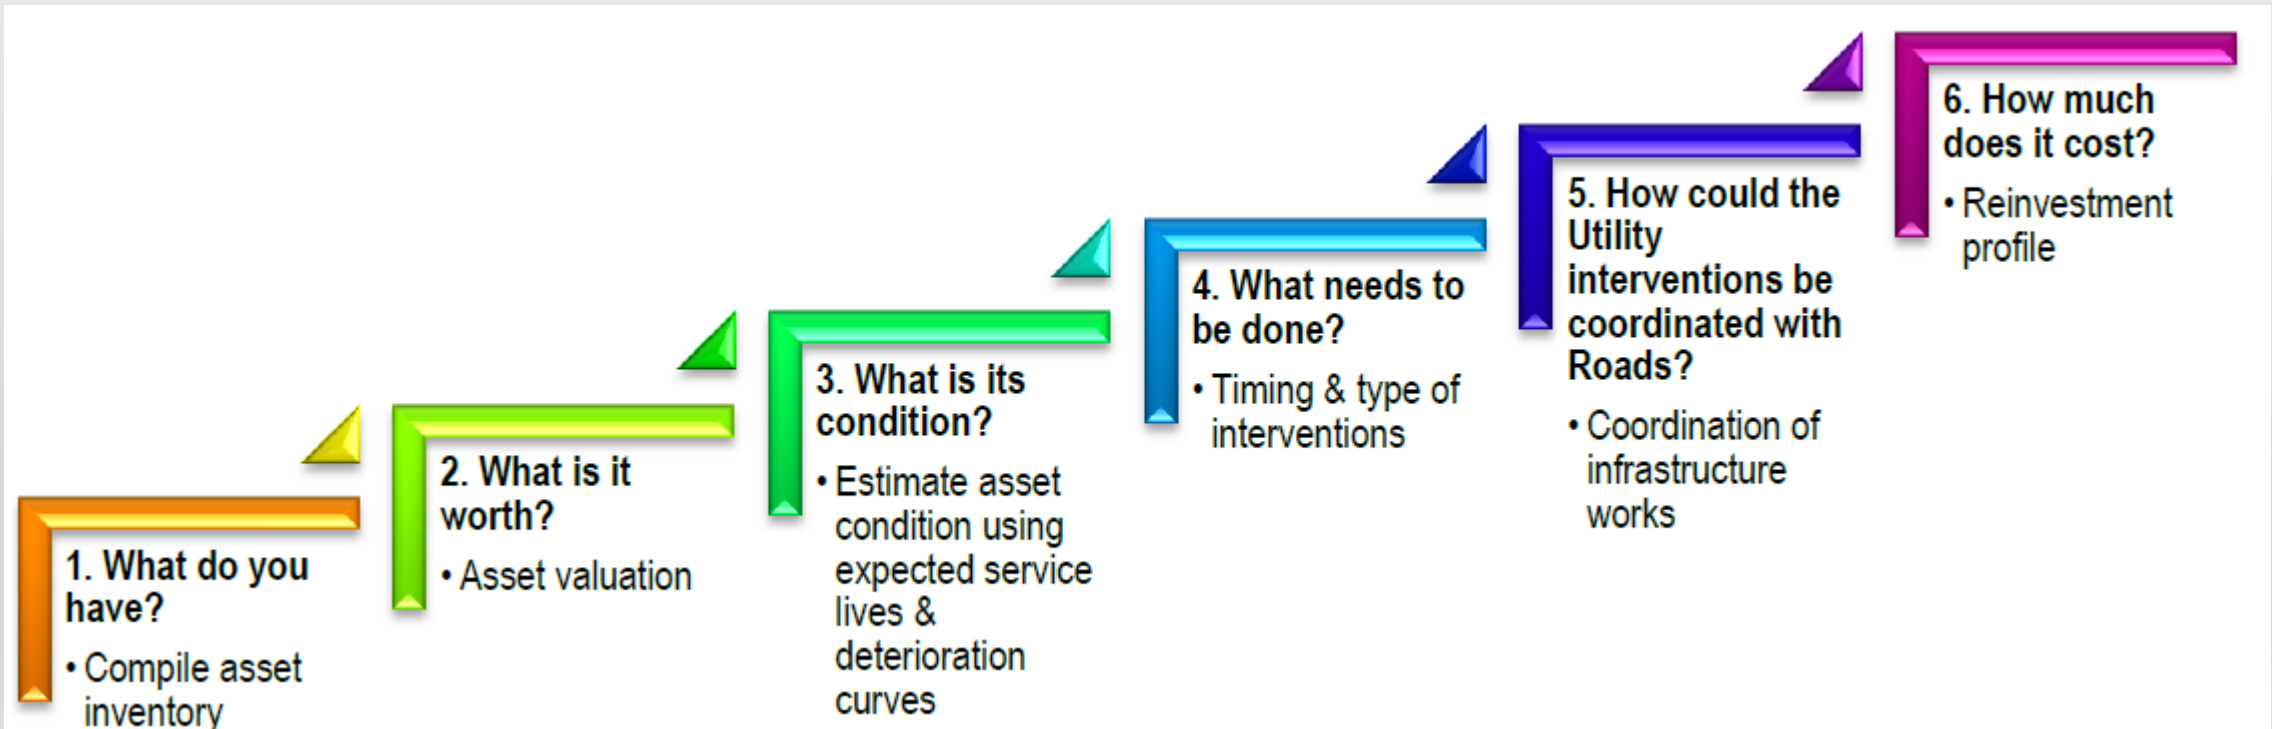 1. What do you
have?
• Compile asset
inventory
2. What is it
worth?
• Asset valuation
3. What is its
condition?
• Estimate asset
condition using
expected service
lives &
deterioration
curves
4. What needs to
be done?
• Timing & type of
interventions
5. How could the
Utility
interventions be
coordinated with
Roads?
• Coordination of
infrastructure
works
6. How much
does it cost?
• Reinvestment
profile